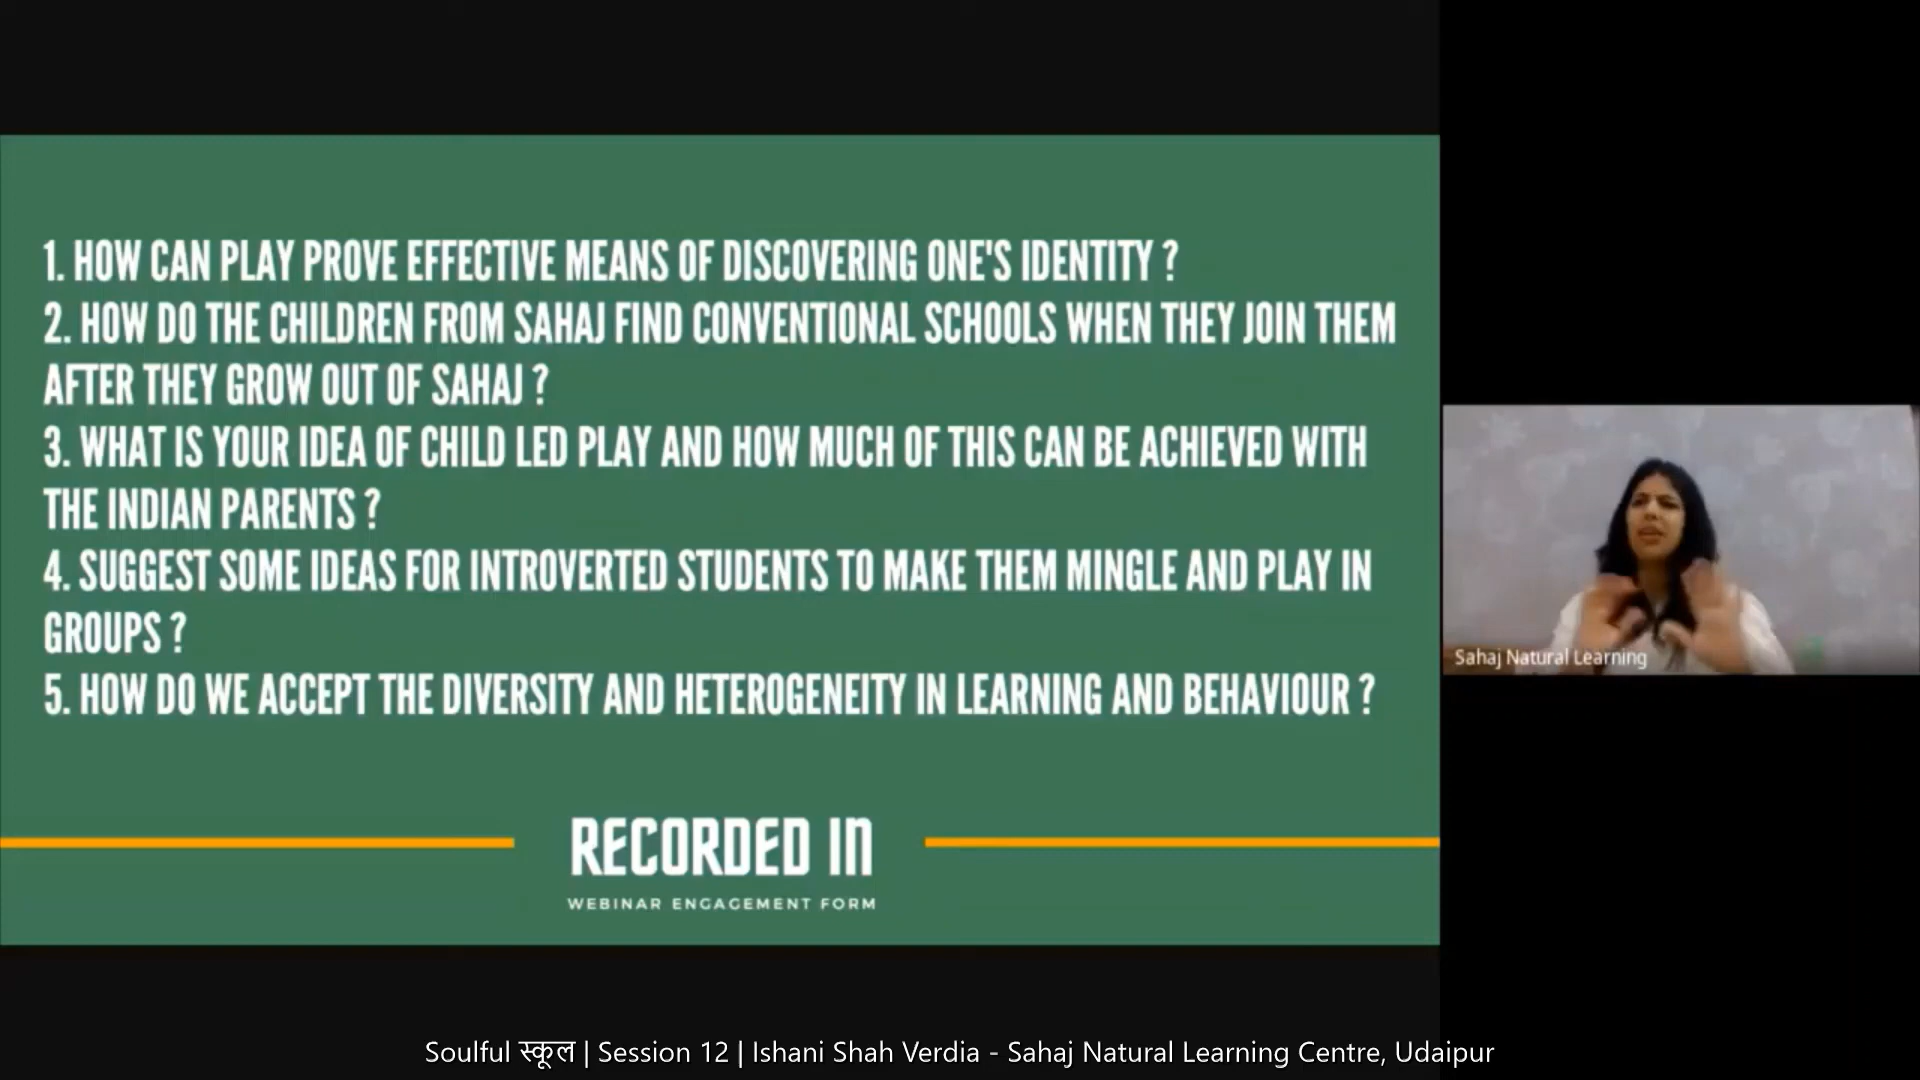 1. HOW CAN PLAY PROVE EFFECTIVE MEANS OF DISCOVERING ONE'S IDENTITY ?
2. HOW DO THE CHILDREN FROM SAHAJ FIND CONVENTIONAL SCHOOLS WHEN THEY JOIN THEM
AFTER THEY GROW OUT OF SAHAJ ?
3. WHAT IS YOUR IDEA OF CHILD LED PLAY AND HOW MUCH OF THIS CAN BE ACHIEVED WITH
THE INDIAN PARENTS ?
4. SUGGEST SOME IDEAS FOR INTROVERTED STUDENTS TO MAKE THEM MINGLE AND PLAY IN
GROUPS ?
5. HOW DO WE ACCEPT THE DIVERSITY AND HETEROGENEITY IN LEARNING AND BEHAVIOUR ?
RECORDED IN
WEBINAR ENGAGEMENT FORM
Sahaj Natural Learning
Soulful स्कूल | Session 12 | Ishani Shah Verdia - Sahaj Natural Learning Centre, Udaipur